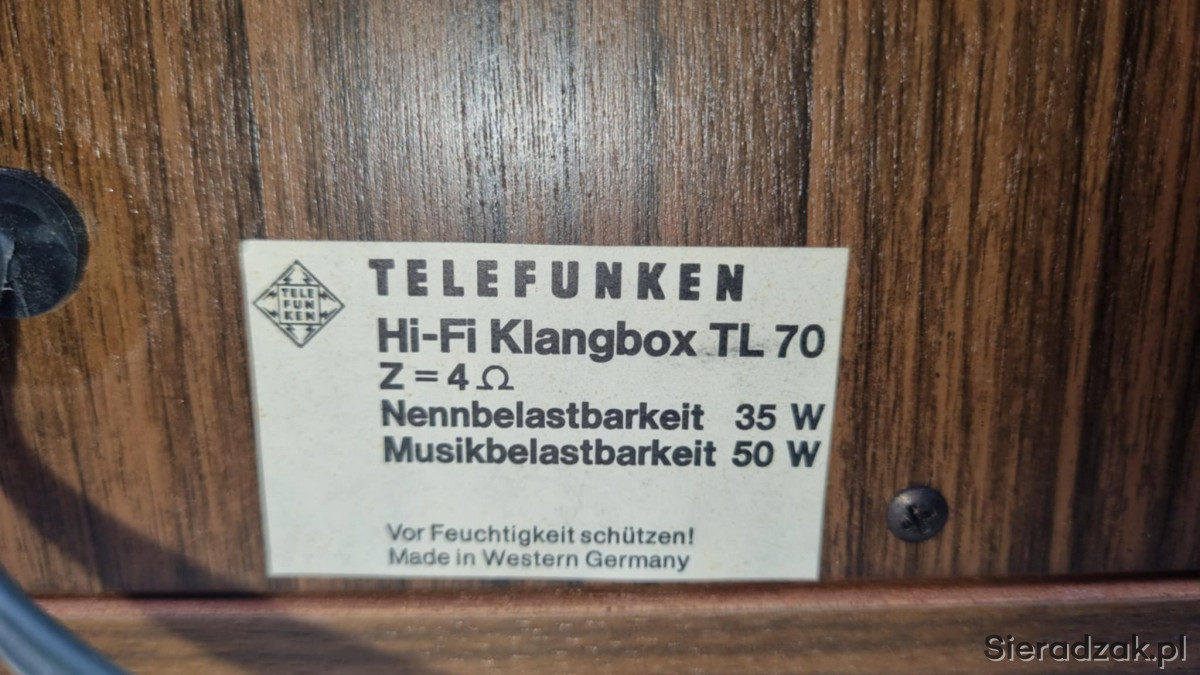 TELE
FUN
KEN
TELEFUNKEN
Hi-Fi Klangbox TL 70
Z = 4 Ω
Nennbelastbarkeit 35 W
Musikbelastbarkeit 50 W
Vor Feuchtigkeit schützen!
Made in Western Germany
Sieradzak.pl